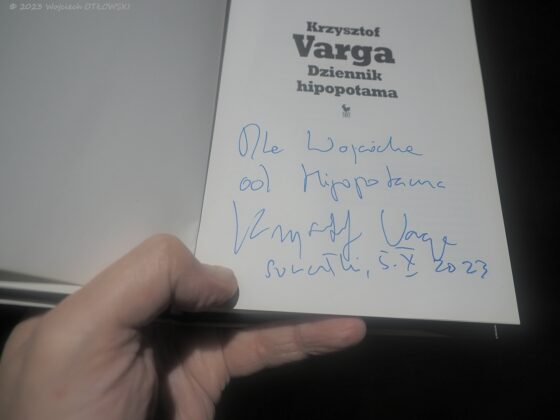 © 2023 Wojciech OTŁOWSKI
Krzysztof
Varga
Dziennik
hipopotama
Dla Wojciecha
od Hipopotama
Krzysztof Varga
Suwałki, 5.X 2023